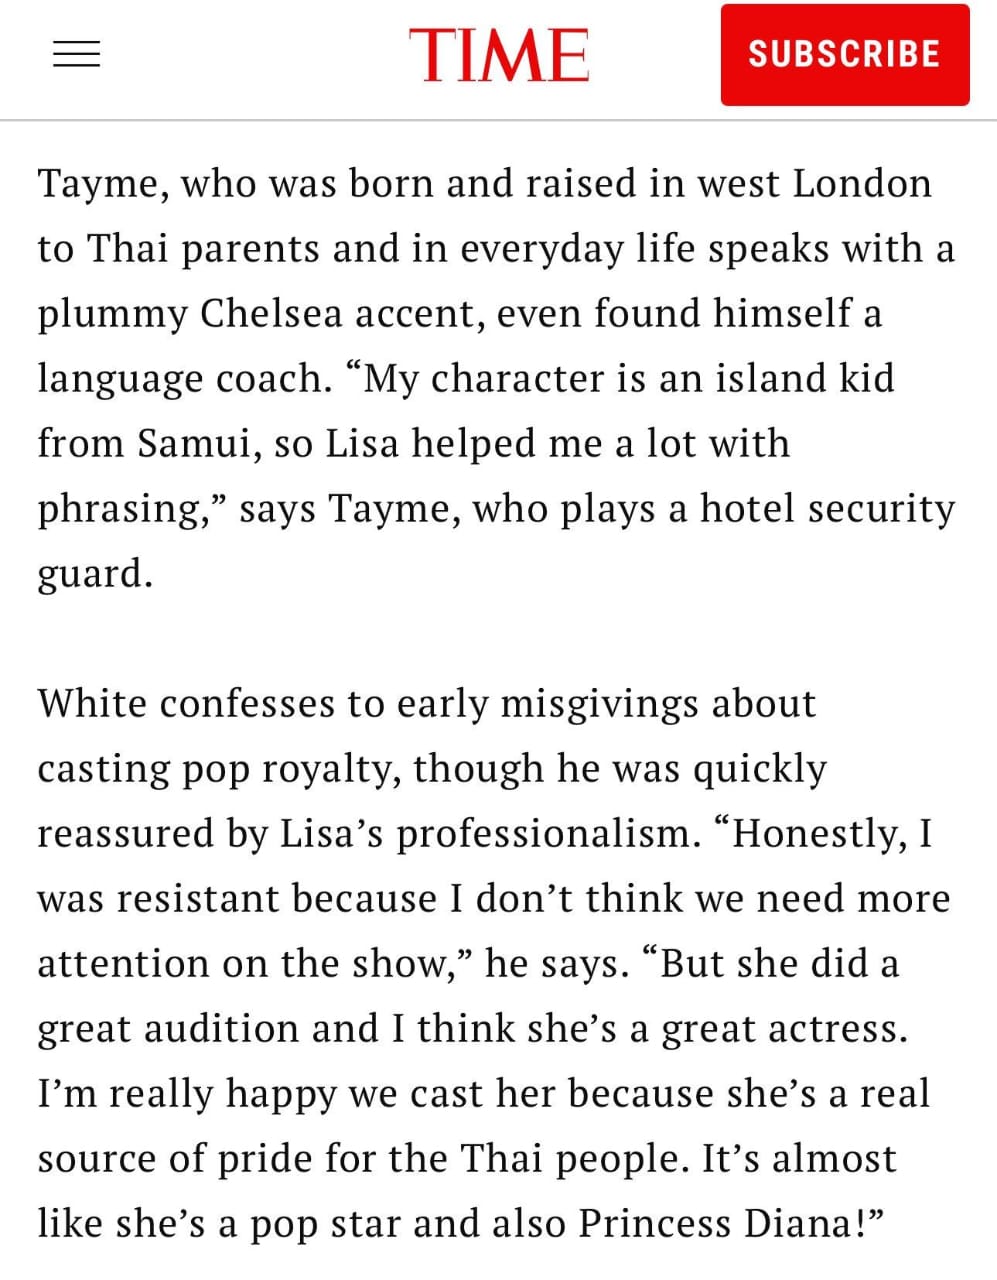 TIME
SUBSCRIBE
Tayme, who was born and raised in west London
to Thai parents and in everyday life speaks with a
plummy Chelsea accent, even found himself a
language coach. “My character is an island kid
from Samui, so Lisa helped me a lot with
phrasing,” says Tayme, who plays a hotel security
guard.
White confesses to early misgivings about
casting pop royalty, though he was quickly
reassured by Lisa’s professionalism. “Honestly, I
was resistant because I don’t think we need more
attention on the show,” he says. “But she did a
great audition and I think she’s a great actress.
I’m really happy we cast her because she’s a real
source of pride for the Thai people. It’s almost
like she’s a pop star and also Princess Diana!”